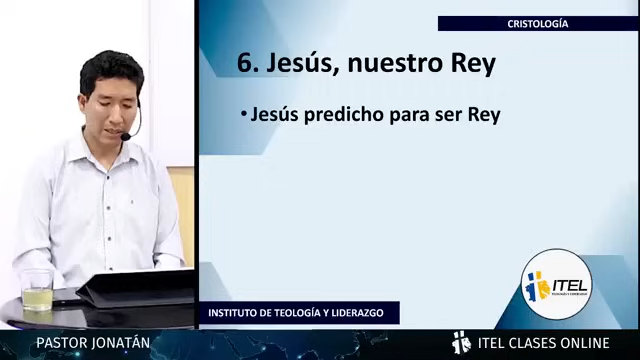 CRISTOLOGÍA
6. Jesús, nuestro Rey
• Jesús predicho para ser Rey
ITEL
INSTITUTO DE TEOLOGÍA Y LIDERAZGO
PASTOR JONATÁN
ITEL CLASES ONLINE